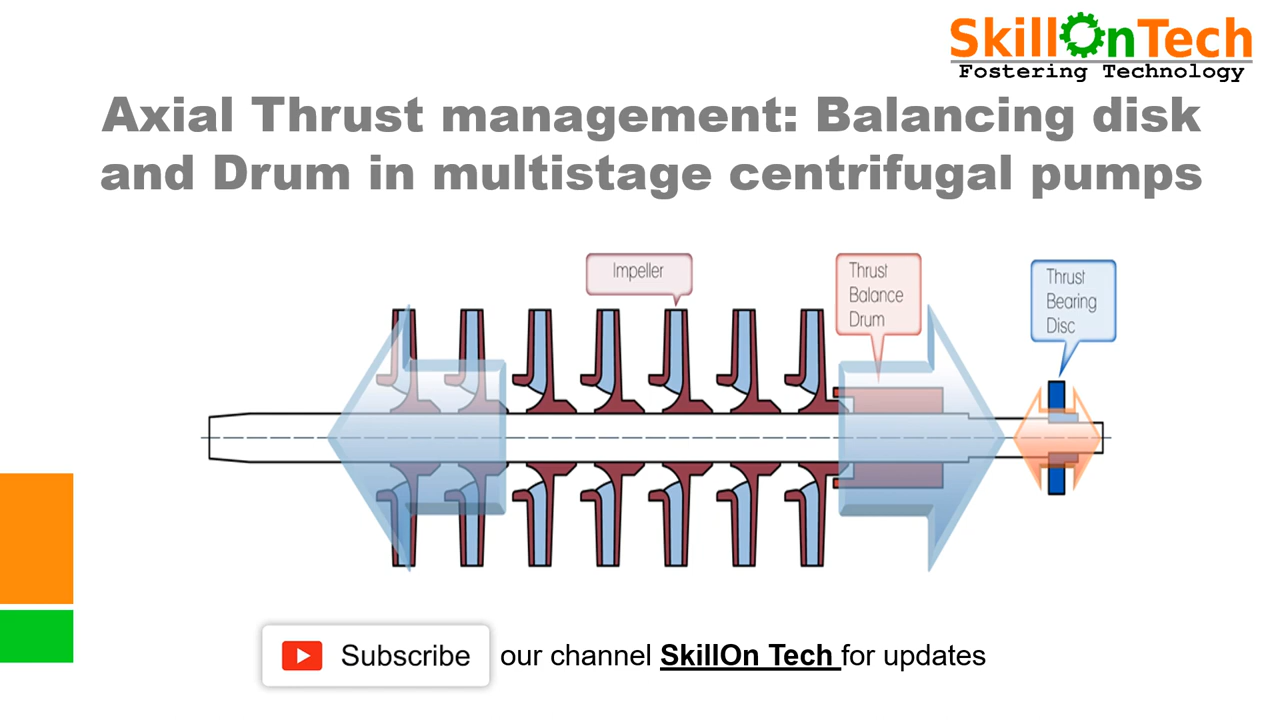 SkillOnTech
Fostering Technology
Axial Thrust management: Balancing disk
and Drum in multistage centrifugal pumps
Impeller
Thrust
Balance
Drum
Thrust
Bearing
Disc
Subscribe our channel SkillOn Tech for updates